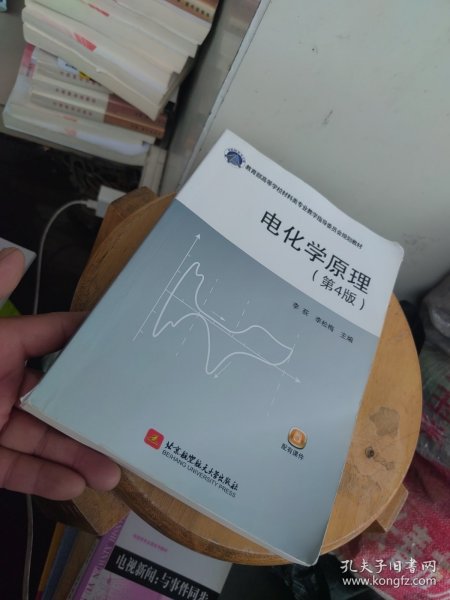 教育部高等学校材料类专业教学指导委员会规划教材
电化学原理
(第4版)
李荻 李松梅 主编
配有课件
北京航空航天大学出版社
BEIHANG UNIVERSITY PRESS
电视新闻:与事件同步
孔夫子旧书网
www.kongfz.com